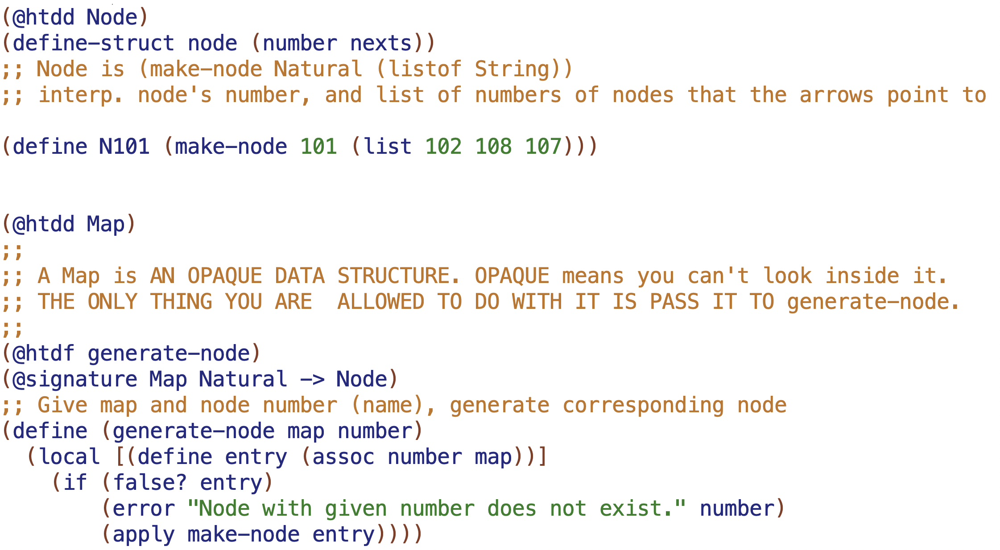 (@htdd Node)
(define-struct node (number nexts))
;; Node is (make-node Natural (listof String))
;; interp. node's number, and list of numbers of nodes that the arrows point to
(define N101 (make-node 101 (list 102 108 107)))
(@htdd Map)
;;
;; A Map is AN OPAQUE DATA STRUCTURE. OPAQUE means you can't look inside it.
;; THE ONLY THING YOU ARE  ALLOWED TO DO WITH IT IS PASS IT TO generate-node.
;;
(@htdf generate-node)
(@signature Map Natural -> Node)
;; Give map and node number (name), generate corresponding node
(define (generate-node map number)
  (local [(define entry (assoc number map))]
    (if (false? entry)
        (error "Node with given number does not exist." number)
        (apply make-node entry))))